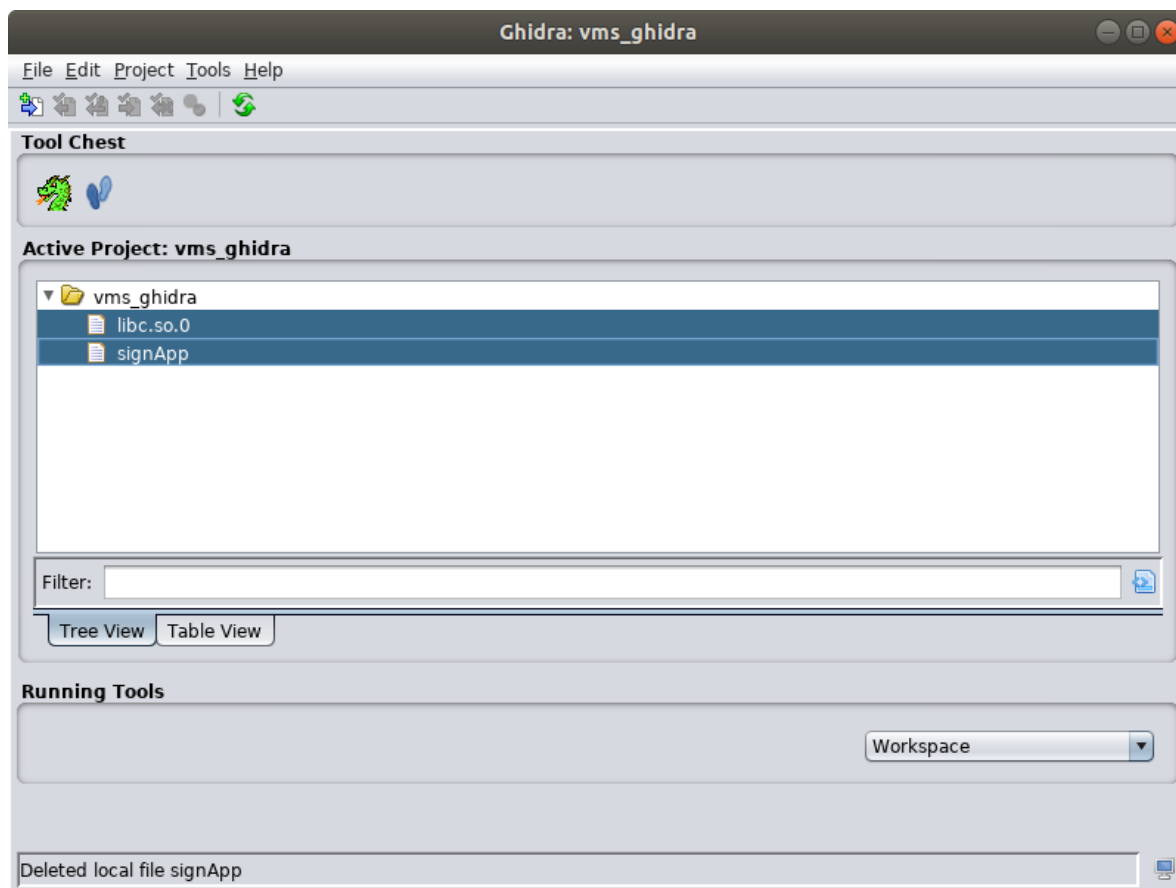 Ghidra: vms_ghidra
File Edit Project Tools Help
Tool Chest
Active Project: vms_ghidra
vms_ghidra
libc.so.0
signApp
Filter:
Tree View Table View
Running Tools
Workspace
Deleted local file signApp